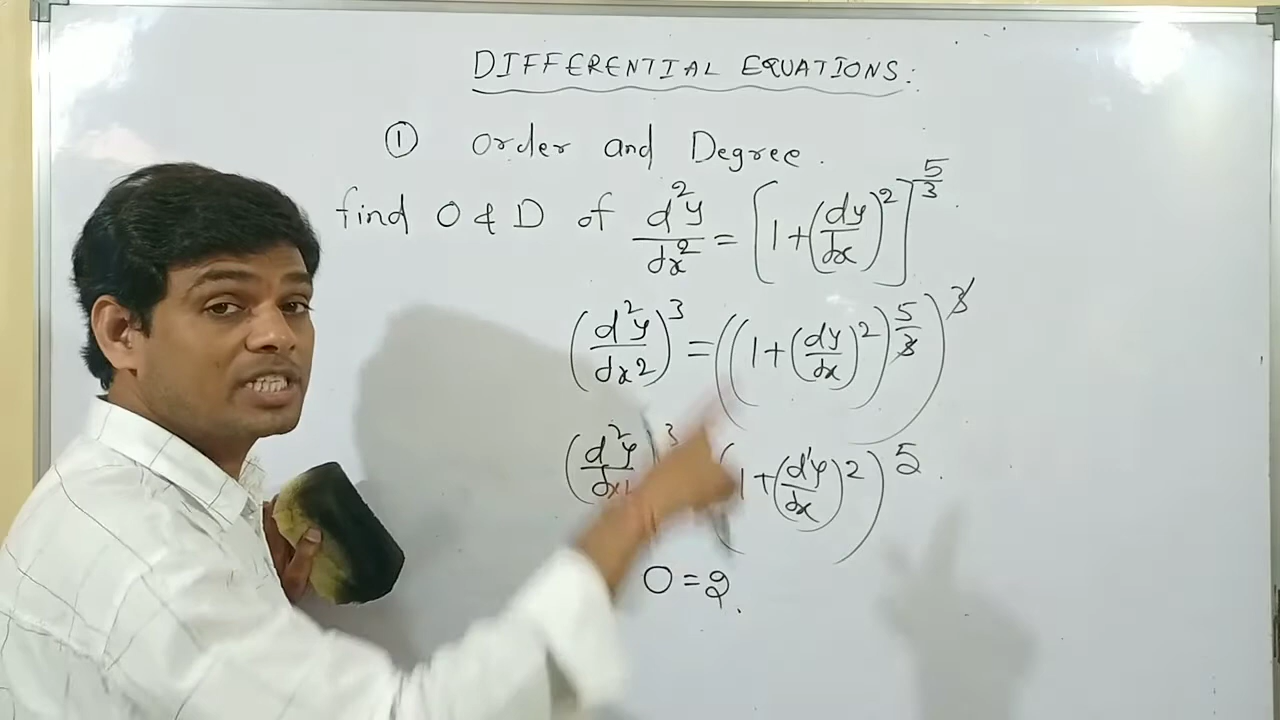 DIFFERENTIAL EQUATIONS:
① Order and Degree.
find O & D of d²y/dx² = [1+(dy/dx)²]^5/3.
(d²y/dx²)³ = ((1+(dy/dx)²)^5/3)^3
(d²y/dx)³ (1+(d'y/dx)²)^5.
O = 2.